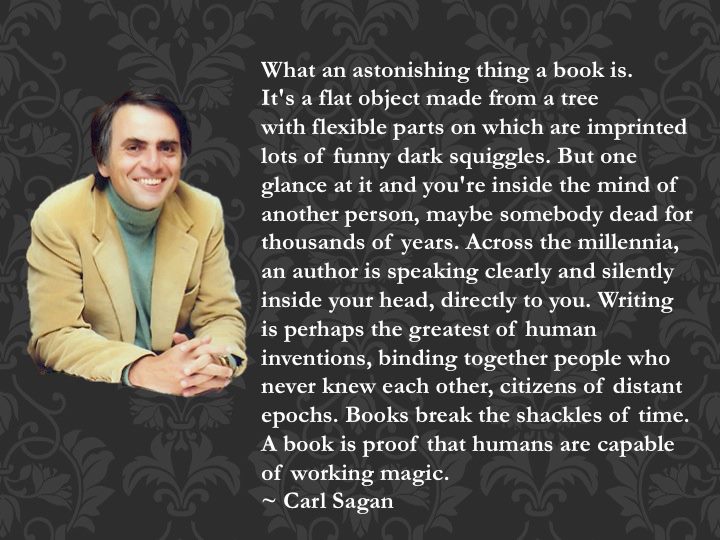 What an astonishing thing a book is.
It's a flat object made from a tree
with flexible parts on which are imprinted
lots of funny dark squiggles. But one
glance at it and you're inside the mind of
another person, maybe somebody dead for
thousands of years. Across the millennia,
an author is speaking clearly and silently
inside your head, directly to you. Writing
is perhaps the greatest of human
inventions, binding together people who
never knew each other, citizens of distant
epochs. Books break the shackles of time.
A book is proof that humans are capable
of working magic.
~ Carl Sagan